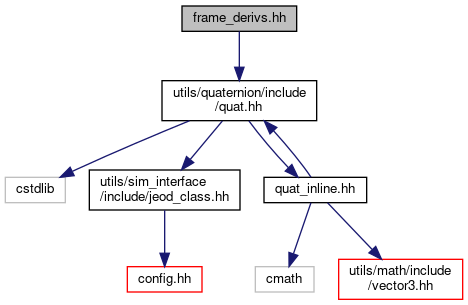 frame_derivs.hh
utils/quaternion/include
/quat.hh
cstdlib
utils/sim_interface
/include/jeod_class.hh
quat_inline.hh
config.hh
cmath
utils/math/include
/vector3.hh